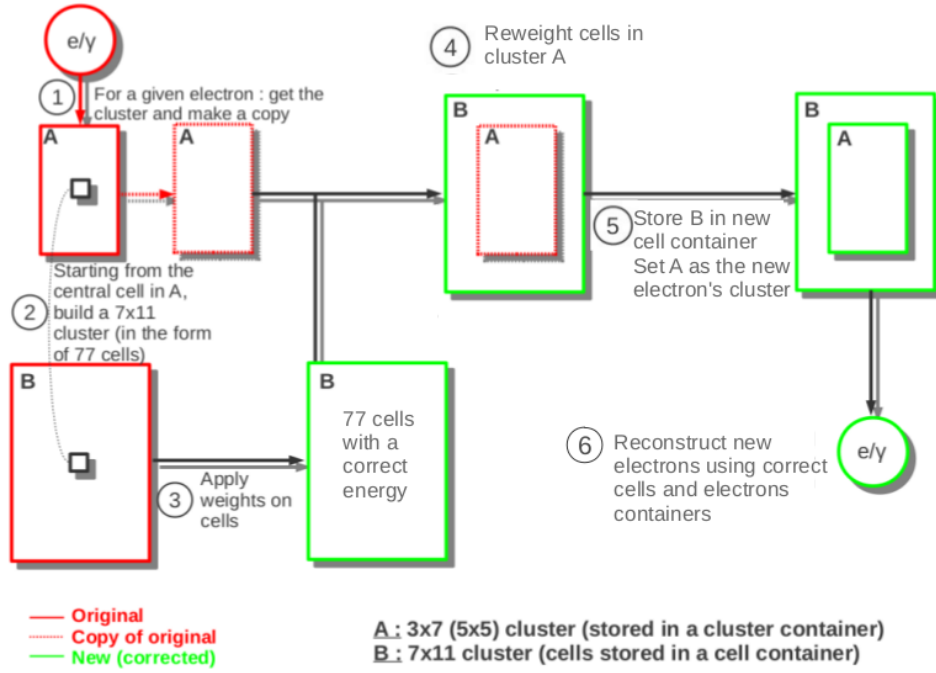 e/γ
1
For a given electron : get the
cluster and make a copy
A
A
2
Starting from the
central cell in A,
build a 7x11
cluster (in the form
of 77 cells)
B
3
Apply
weights on
cells
B
77 cells
with a
correct
energy
4
Reweight cells in
cluster A
B
A
5
Store B in new
cell container
Set A as the new
electron's cluster
B
A
6
Reconstruct new
electrons using correct
cells and electrons
containers
e/γ
Original
Copy of original
New (corrected)
A : 3x7 (5x5) cluster (stored in a cluster container)
B : 7x11 cluster (cells stored in a cell container)